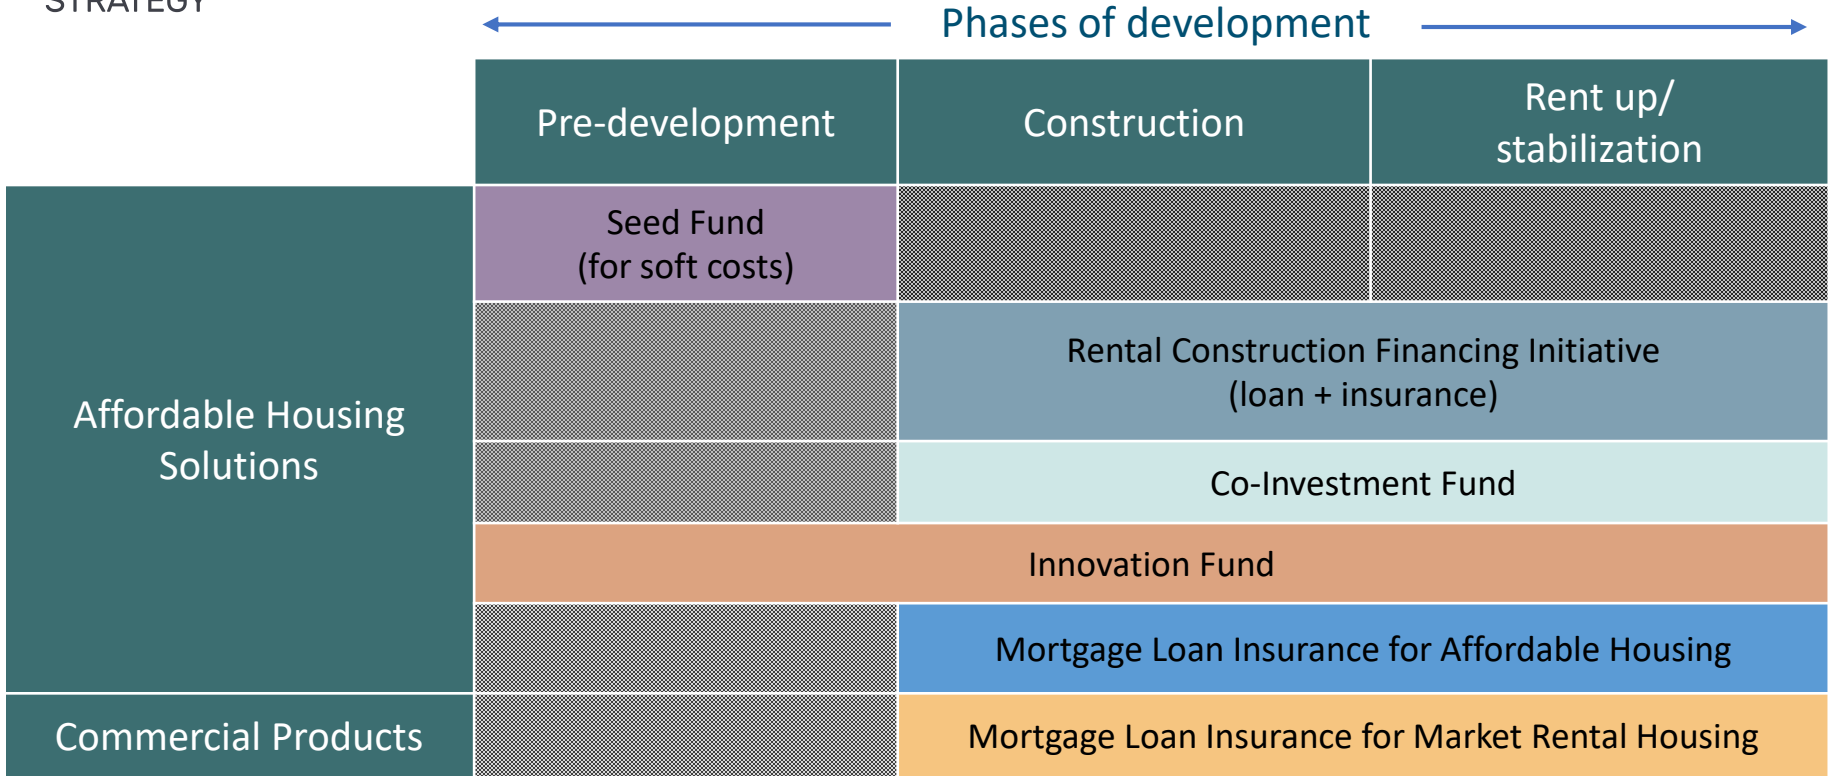 STRATEGY
Phases of development
Pre-development
Construction
Rent up/
stabilization
Affordable Housing
Solutions
Seed Fund
(for soft costs)
Rental Construction Financing Initiative
(loan + insurance)
Co-Investment Fund
Innovation Fund
Mortgage Loan Insurance for Affordable Housing
Commercial Products
Mortgage Loan Insurance for Market Rental Housing